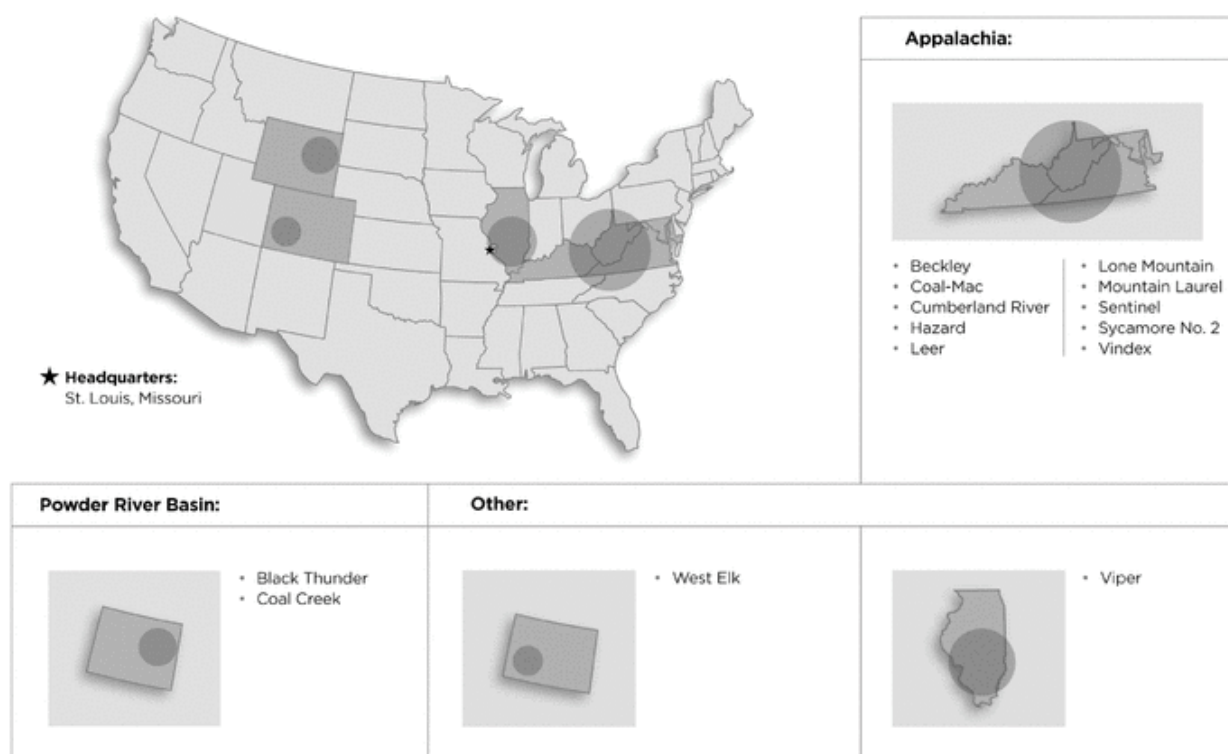 Appalachia:
• Beckley
• Coal-Mac
• Cumberland River
• Hazard
• Leer
• Lone Mountain
• Mountain Laurel
• Sentinel
• Sycamore No. 2
• Vindex
★ Headquarters:
St. Louis, Missouri
Powder River Basin:
• Black Thunder
• Coal Creek
Other:
• West Elk
• Viper